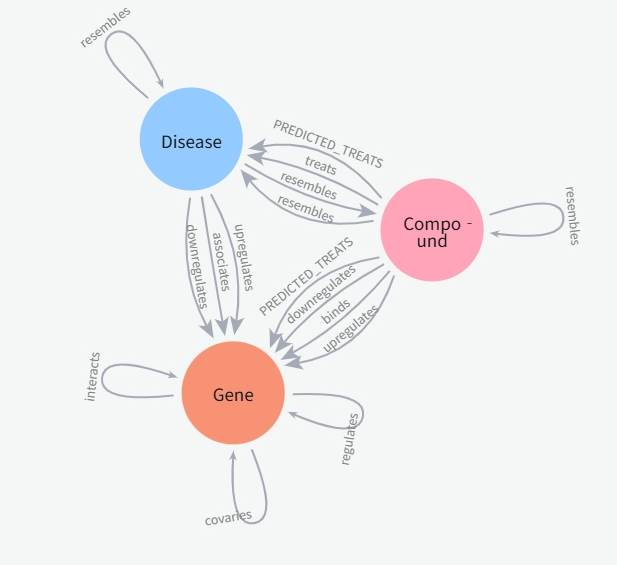 resembles
Disease
PREDICTED_TREATS
treats
resembles
resembles
Compo-
und
resembles
downregulates
associates
upregulates
PREDICTED_TREATS
downregulates
binds
upregulates
interacts
Gene
regulates
covaries